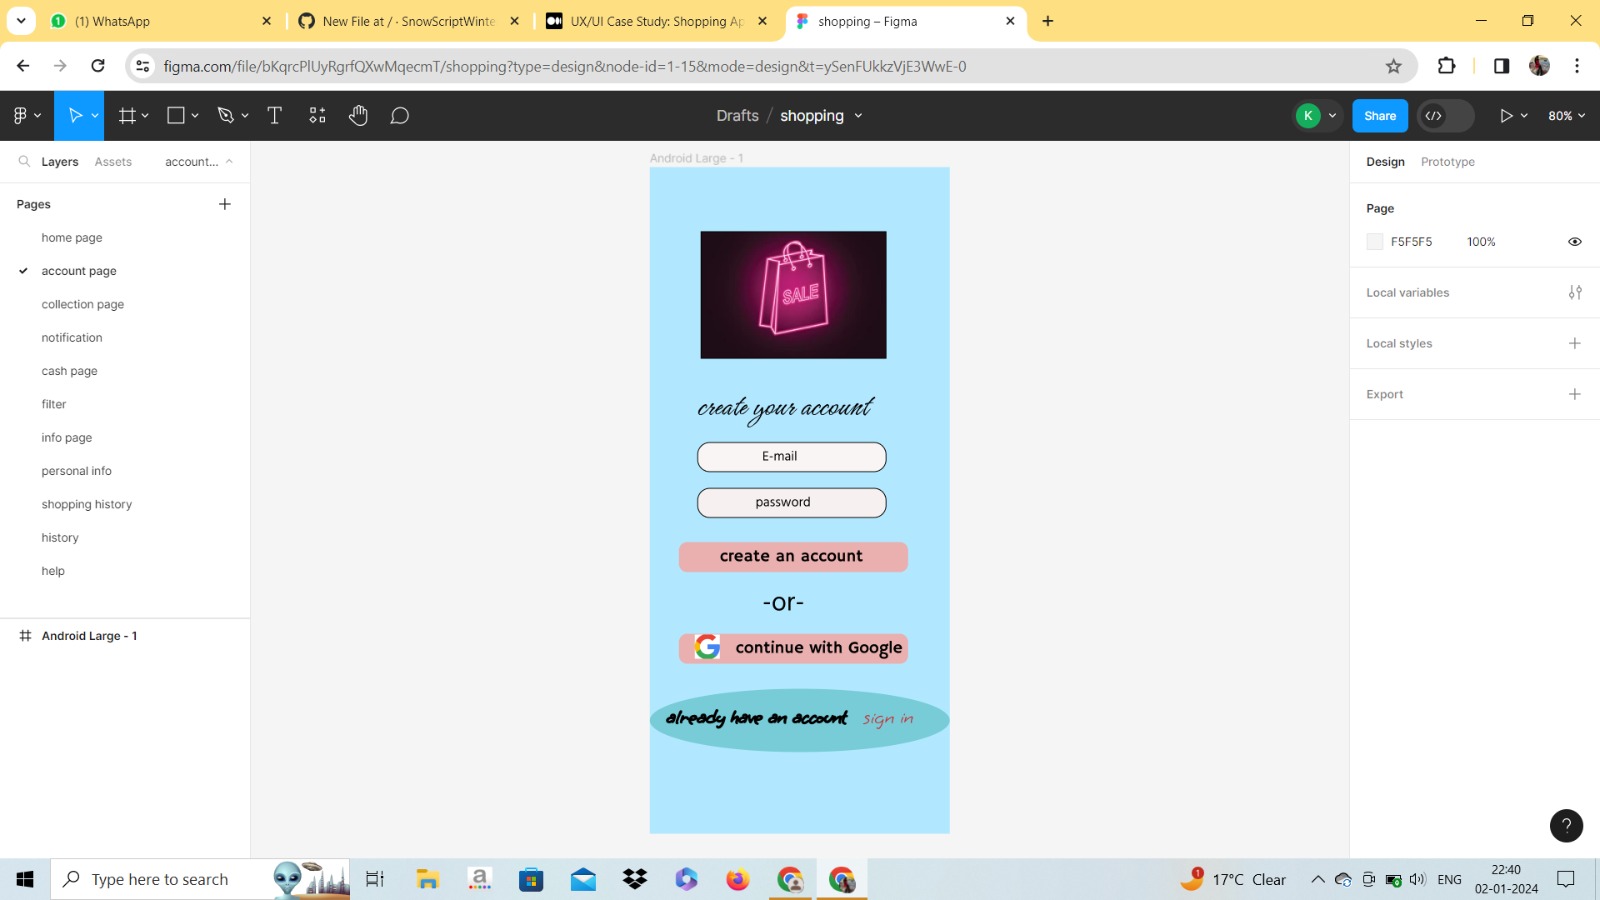 (1) WhatsApp
New File at / · SnowScriptWinte
UX/UI Case Study: Shopping Ap
shopping – Figma
figma.com/file/bKqrcPlUyRgrfQXwMqecmT/shopping?type=design&node-id=1-15&mode=design&t=ySenFUkkzVjE3WwE-0
Drafts / shopping
K
Share
80%
Layers
Assets
account...
Pages
home page
account page
collection page
notification
cash page
filter
info page
personal info
shopping history
history
help
Android Large - 1
Android Large - 1
SALE
create your account
E-mail
password
create an account
-or-
G continue with Google
already have an account sign in
Design
Prototype
Page
F5F5F5 100%
Local variables
Local styles
Export
?
Type here to search
a
1
17°C Clear
ENG
22:40
02-01-2024